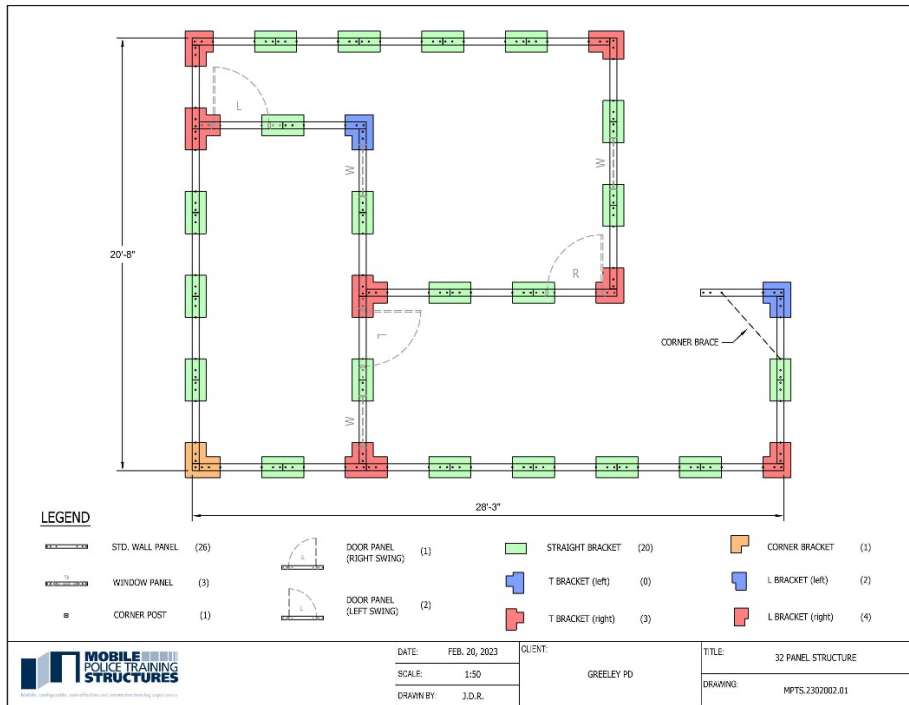 L
W
W
20'-8"
R
L
CORNER BRACE
W
28'-3"
LEGEND
STD. WALL PANEL (26)
W
WINDOW PANEL (3)
CORNER POST (1)
R
DOOR PANEL (1)
(RIGHT SWING)
L
DOOR PANEL (2)
(LEFT SWING)
STRAIGHT BRACKET (20)
T BRACKET (left) (0)
T BRACKET (right) (3)
CORNER BRACKET (1)
L BRACKET (left) (2)
L BRACKET (right) (4)
MOBILE
POLICE TRAINING
STRUCTURES
DATE: FEB. 20, 2023
SCALE: 1:50
DRAWN BY: J.D.R.
CLIENT:
GREELEY PD
TITLE:
32 PANEL STRUCTURE
DRAWING:
MPTS.2302002.01